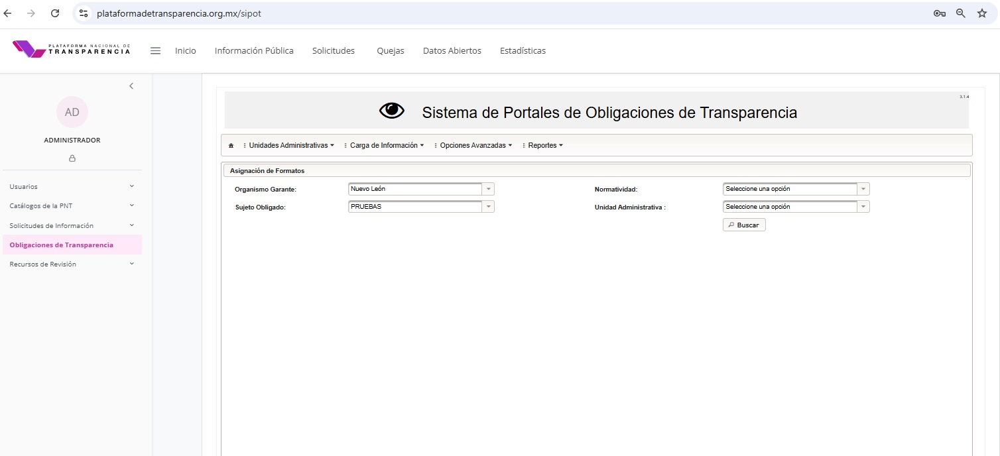 plataformadetransparencia.org.mx/sipot
PLATAFORMA NACIONAL DE
TRANSPARENCIA
Inicio Información Pública Solicitudes Quejas Datos Abiertos Estadísticas
AD
ADMINISTRADOR
Usuarios
Catálogos de la PNT
Solicitudes de Información
Obligaciones de Transparencia
Recursos de Revisión
3.1.4
Sistema de Portales de Obligaciones de Transparencia
Unidades Administrativas Carga de Información Opciones Avanzadas Reportes
Asignación de Formatos
Organismo Garante: Nuevo León Normatividad: Seleccione una opción
Sujeto Obligado: PRUEBAS Unidad Administrativa : Seleccione una opción
Buscar